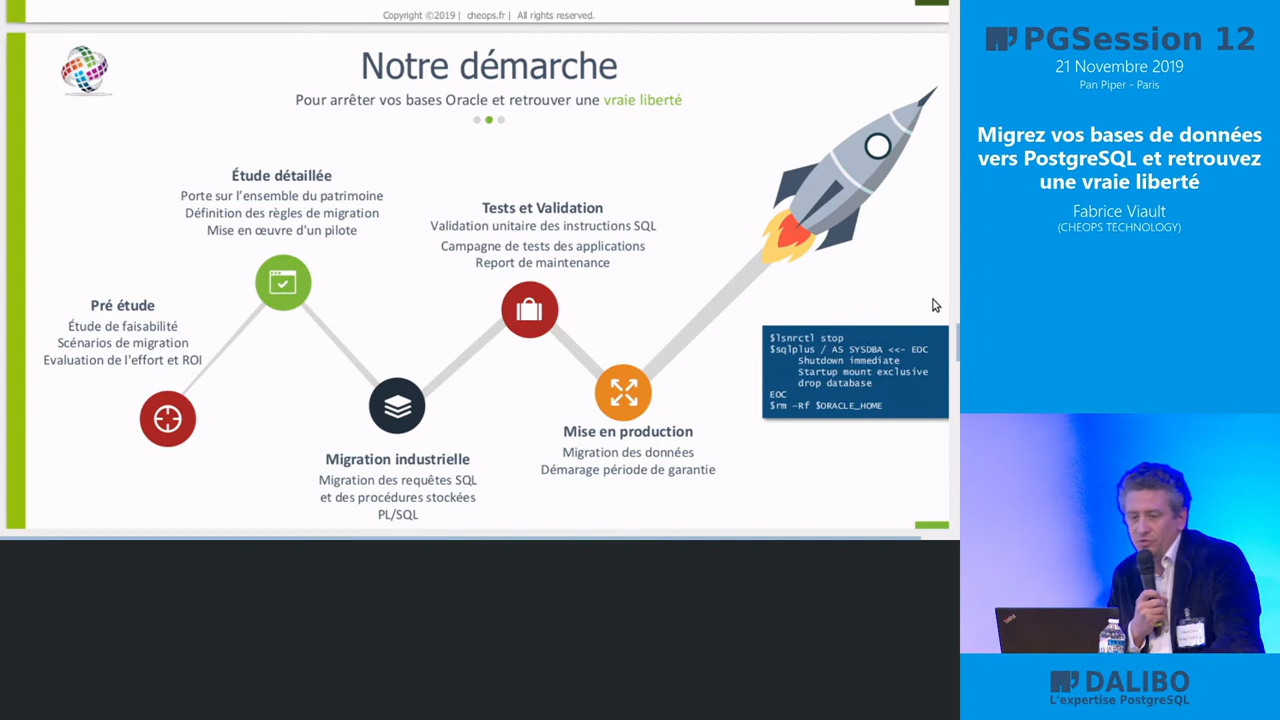 Copyright ©2019 | cheops.fr | All rights reserved.
Notre démarche
Pour arrêter vos bases Oracle et retrouver une vraie liberté
Étude détaillée
Porte sur l'ensemble du patrimoine
Définition des règles de migration
Mise en œuvre d'un pilote
Tests et Validation
Validation unitaire des instructions SQL
Campagne de tests des applications
Report de maintenance
Pré étude
Étude de faisabilité
Scénarios de migration
Evaluation de l'effort et ROI
Migration industrielle
Migration des requêtes SQL
et des procédures stockées
PL/SQL
Mise en production
Migration des données
Démarage période de garantie
$lsnrctl stop
$sqlplus / AS SYSDBA <<- EOC
Shutdown immediate
Startup mount exclusive
drop database
EOC
$rm -Rf $ORACLE_HOME
PGSession 12
21 Novembre 2019
Pan Piper - Paris
Migrez vos bases de données
vers PostgreSQL et retrouvez
une vraie liberté
Fabrice Viault
(CHEOPS TECHNOLOGY)
DALIBO
L'expertise PostgreSQL